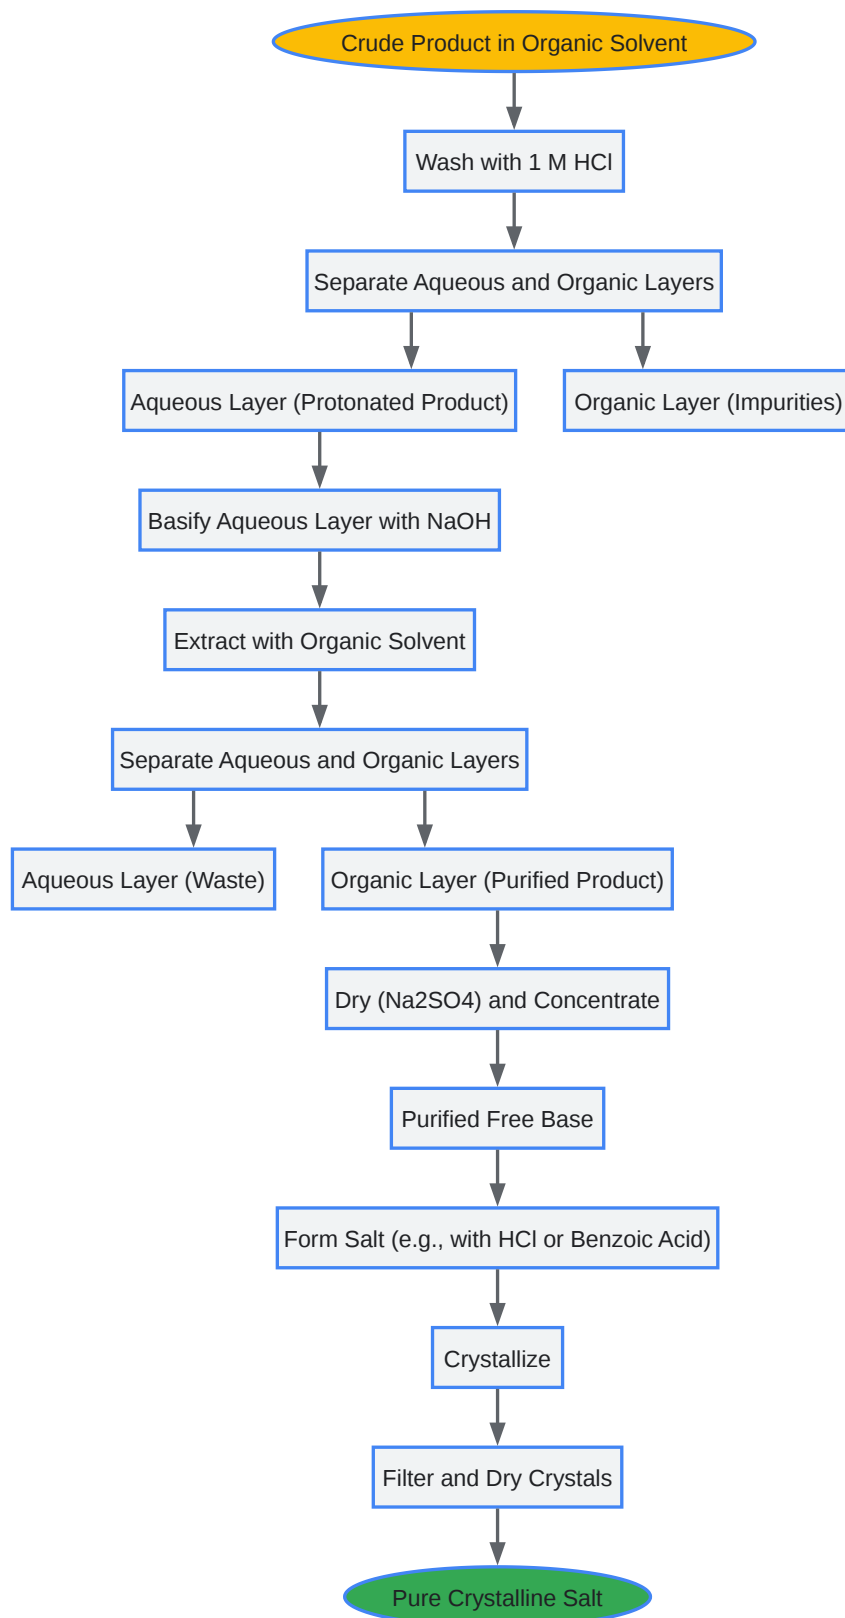 Crude Product in Organic Solvent
Wash with 1 M HCl
Separate Aqueous and Organic Layers
Aqueous Layer (Protonated Product)
Organic Layer (Impurities)
Basify Aqueous Layer with NaOH
Extract with Organic Solvent
Separate Aqueous and Organic Layers
Aqueous Layer (Waste)
Organic Layer (Purified Product)
Dry (Na2SO4) and Concentrate
Purified Free Base
Form Salt (e.g., with HCl or Benzoic Acid)
Crystallize
Filter and Dry Crystals
Pure Crystalline Salt